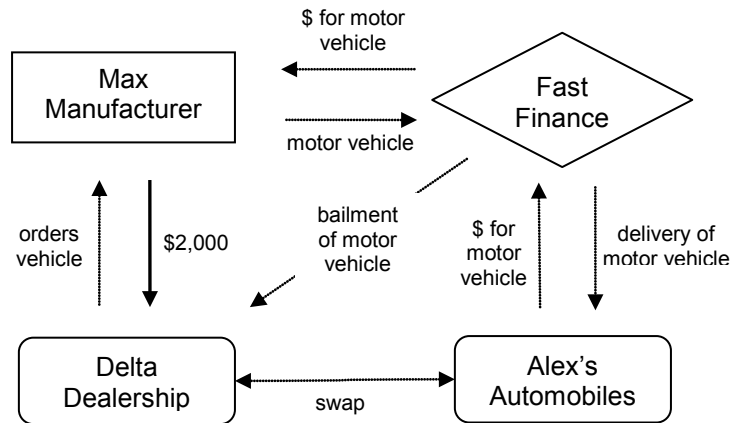 $ for motor
vehicle
Max
Manufacturer
Fast
Finance
motor vehicle
orders
vehicle
$2,000
bailment
of motor
vehicle
$ for
motor
vehicle
delivery of
motor vehicle
Delta
Dealership
swap
Alex's
Automobiles